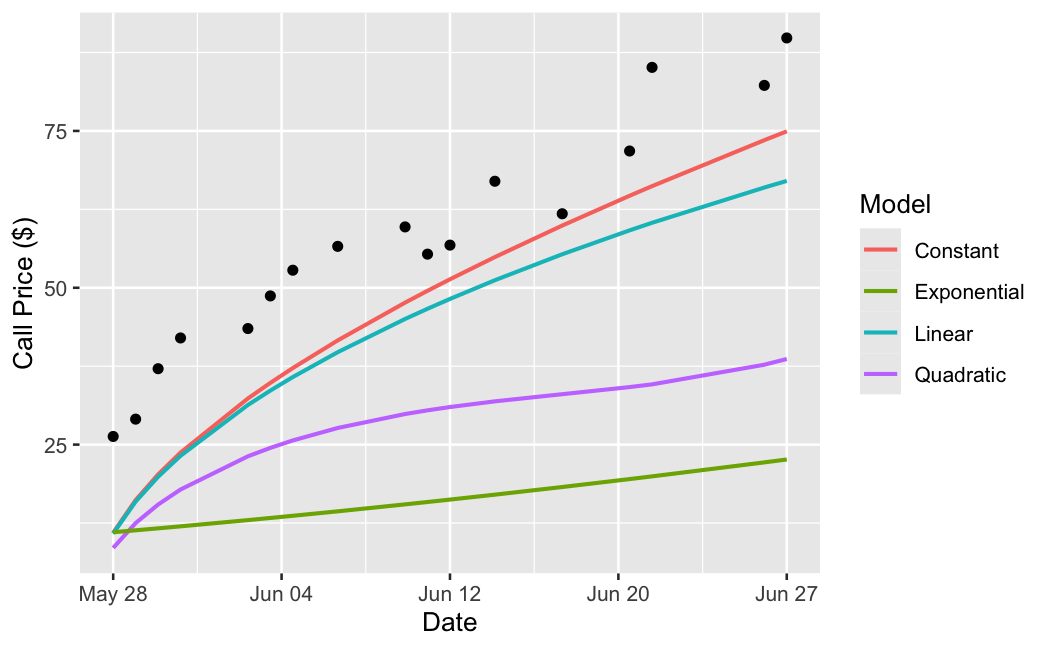 Call Price ($)
75
50
25
May 28
Jun 04
Jun 12
Jun 20
Jun 27
Date
Model
Constant
Exponential
Linear
Quadratic